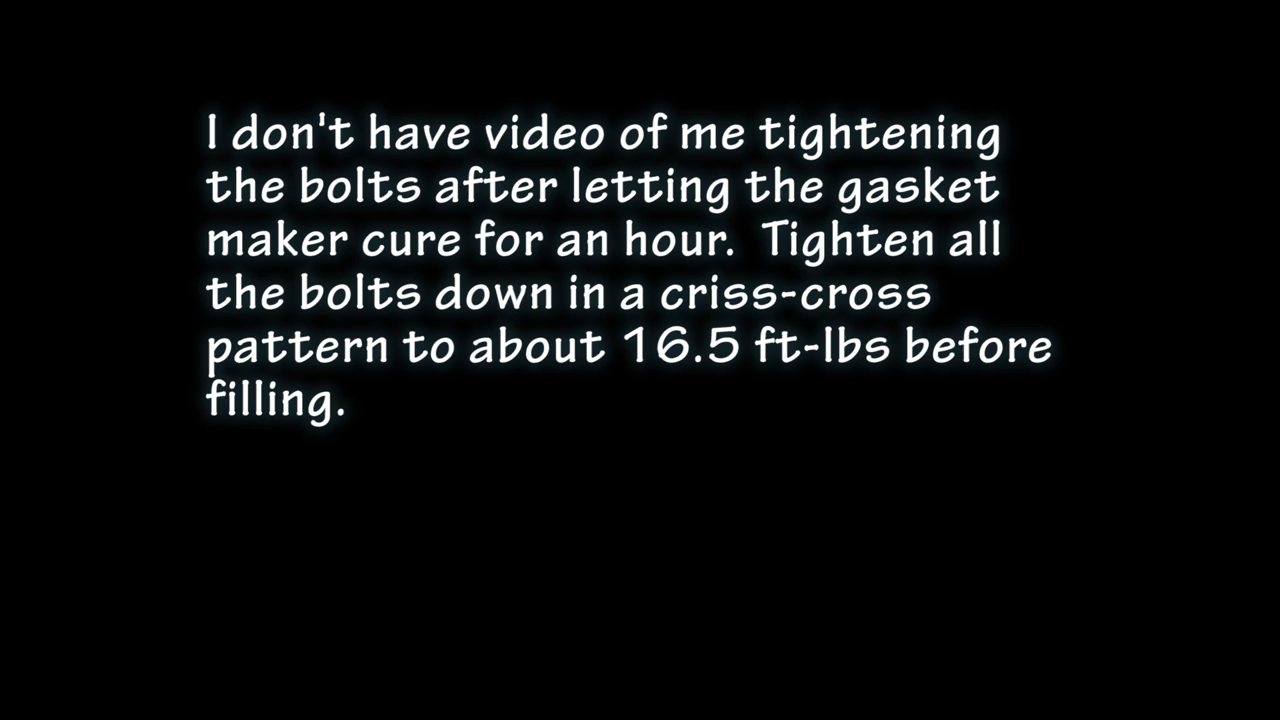 I don't have video of me tightening
the bolts after letting the gasket
maker cure for an hour.  Tighten all
the bolts down in a criss-cross
pattern to about 16.5 ft-lbs before
filling.